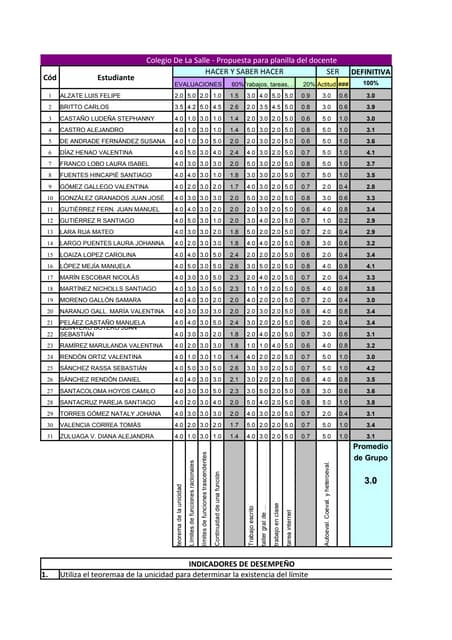 Colegio De La Salle - Propuesta para planilla del docente
Cód Estudiante HACER Y SABER HACER SER DEFINITIVA
EVALUACIONES 60% Trabajos, tareas. 20% Actitud ### 100%
1 ALZATE LUIS FELIPE 2.0 5.0 2.0 1.0 1.5 3.0 4.0 5.0 5.0 0.9 3.0 0.6 3.0
2 BRITTO CARLOS 3.5 4.2 5.0 4.5 2.6 2.0 3.5 4.5 5.0 0.8 3.0 0.6 3.9
3 CASTAÑO LUDEÑA STEPHANNY 4.0 1.0 3.0 1.0 1.4 2.0 3.0 2.0 5.0 0.6 5.0 1.0 3.0
4 CASTRO ALEJANDRO 4.0 1.0 3.0 1.0 1.4 5.0 3.0 2.0 5.0 0.8 5.0 1.0 3.1
5 DE ANDRADE FERNÁNDEZ SUSANA 4.0 1.0 3.0 5.0 2.0 2.0 3.0 2.0 5.0 0.6 5.0 1.0 3.6
6 DÍAZ HENAO VALENTINA 4.0 5.0 3.0 4.0 2.4 4.0 3.0 2.0 5.0 0.7 5.0 1.0 4.1
7 FRANCO LOBO LAURA ISABEL 4.0 3.0 3.0 3.0 2.0 5.0 3.0 2.0 5.0 0.8 5.0 1.0 3.7
8 FUENTES HINCAPIÉ SANTIAGO 4.0 4.0 3.0 1.0 1.8 3.0 3.0 2.0 5.0 0.7 5.0 1.0 3.5
9 GÓMEZ GALLEGO VALENTINA 4.0 2.0 3.0 2.0 1.7 4.0 3.0 2.0 5.0 0.7 2.0 0.4 2.8
10 GONZÁLEZ GRANADOS JUAN JOSÉ 4.0 3.0 3.0 3.0 2.0 5.0 3.0 2.0 5.0 0.8 3.0 0.6 3.3
11 GUTIÉRREZ FERN. JUAN MANUEL 4.0 4.0 2.0 3.0 2.0 2.0 3.0 2.0 5.0 0.6 4.0 0.8 3.4
12 GUTIÉRREZ R SANTIAGO 4.0 5.0 3.0 1.0 2.0 3.0 4.0 2.0 5.0 0.7 1.0 0.2 2.9
13 LARA RUA MATEO 4.0 3.0 3.0 2.0 1.8 5.0 2.0 2.0 5.0 0.7 2.0 0.4 2.9
14 LARGO PUENTES LAURA JOHANNA 4.0 2.0 3.0 3.0 1.8 4.0 4.0 2.0 5.0 0.8 3.0 0.6 3.2
15 LOAIZA LOPEZ CAROLINA 4.0 4.0 3.0 5.0 2.4 2.0 2.0 2.0 5.0 0.6 2.0 0.4 3.4
16 LÓPEZ MEJÍA MANUELA 4.0 5.0 3.0 5.0 2.6 3.0 5.0 2.0 5.0 0.8 4.0 0.8 4.1
17 MARÍN ESCOBAR NICOLÁS 4.0 3.0 3.0 5.0 2.3 2.0 4.0 2.0 5.0 0.7 2.0 0.4 3.3
18 MARTÍNEZ NICHOLLS SANTIAGO 4.0 3.0 3.0 5.0 2.3 1.0 1.0 2.0 5.0 0.5 4.0 0.8 3.5
19 MORENO GALLÓN SAMARA 4.0 4.0 3.0 2.0 2.0 4.0 2.0 2.0 5.0 0.7 2.0 0.4 3.0
20 NARANJO GALL. MARÍA VALENTINA 4.0 3.0 3.0 3.0 2.0 2.0 3.0 2.0 5.0 0.6 4.0 0.8 3.4
21 PELÁEZ CASTAÑO MANUELA 4.0 4.0 3.0 5.0 2.4 3.0 2.0 2.0 5.0 0.6 2.0 0.4 3.4
22 QUINTERO BOTERO JUAN SEBASTIÁN 4.0 3.0 3.0 2.0 1.8 2.0 4.0 2.0 5.0 0.7 3.0 0.6 3.1
23 RAMÍREZ MARULANDA VALENTINA 4.0 2.0 3.0 3.0 1.8 1.0 1.0 4.0 5.0 0.6 4.0 0.8 3.2
24 RENDÓN ORTIZ VALENTINA 4.0 1.0 3.0 1.0 1.4 4.0 2.0 2.0 5.0 0.7 5.0 1.0 3.0
25 SÁNCHEZ RASSA SEBASTIÁN 4.0 5.0 3.0 5.0 2.6 3.0 3.0 2.0 5.0 0.7 5.0 1.0 4.2
26 SÁNCHEZ RENDÓN DANIEL 4.0 4.0 3.0 3.0 2.1 3.0 2.0 2.0 5.0 0.6 4.0 0.8 3.5
27 SANTACOLOMA HOYOS CAMILO 4.0 3.0 3.0 5.0 2.3 5.0 5.0 2.0 5.0 0.8 3.0 0.6 3.6
28 SANTACRUZ PAREJA SANTIAGO 4.0 2.0 3.0 4.0 2.0 5.0 4.0 2.0 5.0 0.8 5.0 1.0 3.8
29 TORRES GÓMEZ NATALY JOHANA 4.0 3.0 3.0 3.0 2.0 4.0 3.0 2.0 5.0 0.7 2.0 0.4 3.1
30 VALENCIA CORREA TOMÁS 4.0 2.0 3.0 2.0 1.7 5.0 2.0 2.0 5.0 0.7 5.0 1.0 3.4
31 ZULUAGA V. DIANA ALEJANDRA 4.0 1.0 3.0 1.0 1.4 4.0 3.0 2.0 5.0 0.7 5.0 1.0 3.1
teorema de la unicidad
Limites de funciones racionales
limites de funciones trascendentes
Continuidad de una función
Trabajo escrito
taller gral de ...
trabajo en clase
tarea internet
Autoeval. Coeval. y heteroeval.
Promedio
de Grupo
3.0
INDICADORES DE DESEMPEÑO
1. Utiliza el teoremaa de la unicidad para determinar la existencia del límite